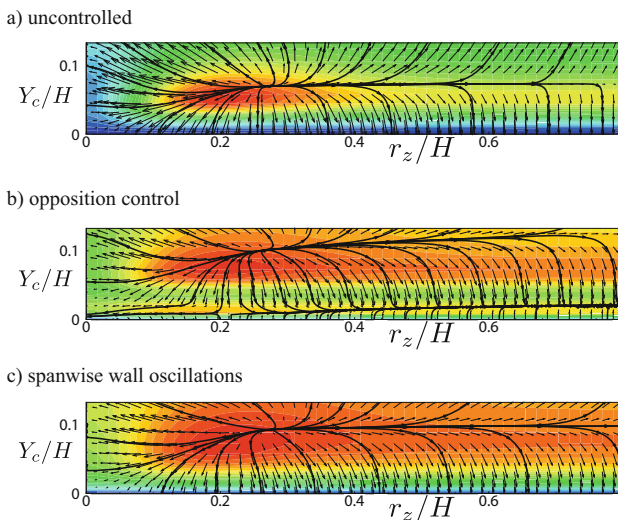 a) uncontrolled
0.1
Y_c/H
0
0 0.2 0.4 0.6
r_z/H
b) opposition control
0.1
Y_c/H
0
0 0.2 0.4 0.6
r_z/H
c) spanwise wall oscillations
0.1
Y_c/H
0
0 0.2 0.4 0.6
r_z/H